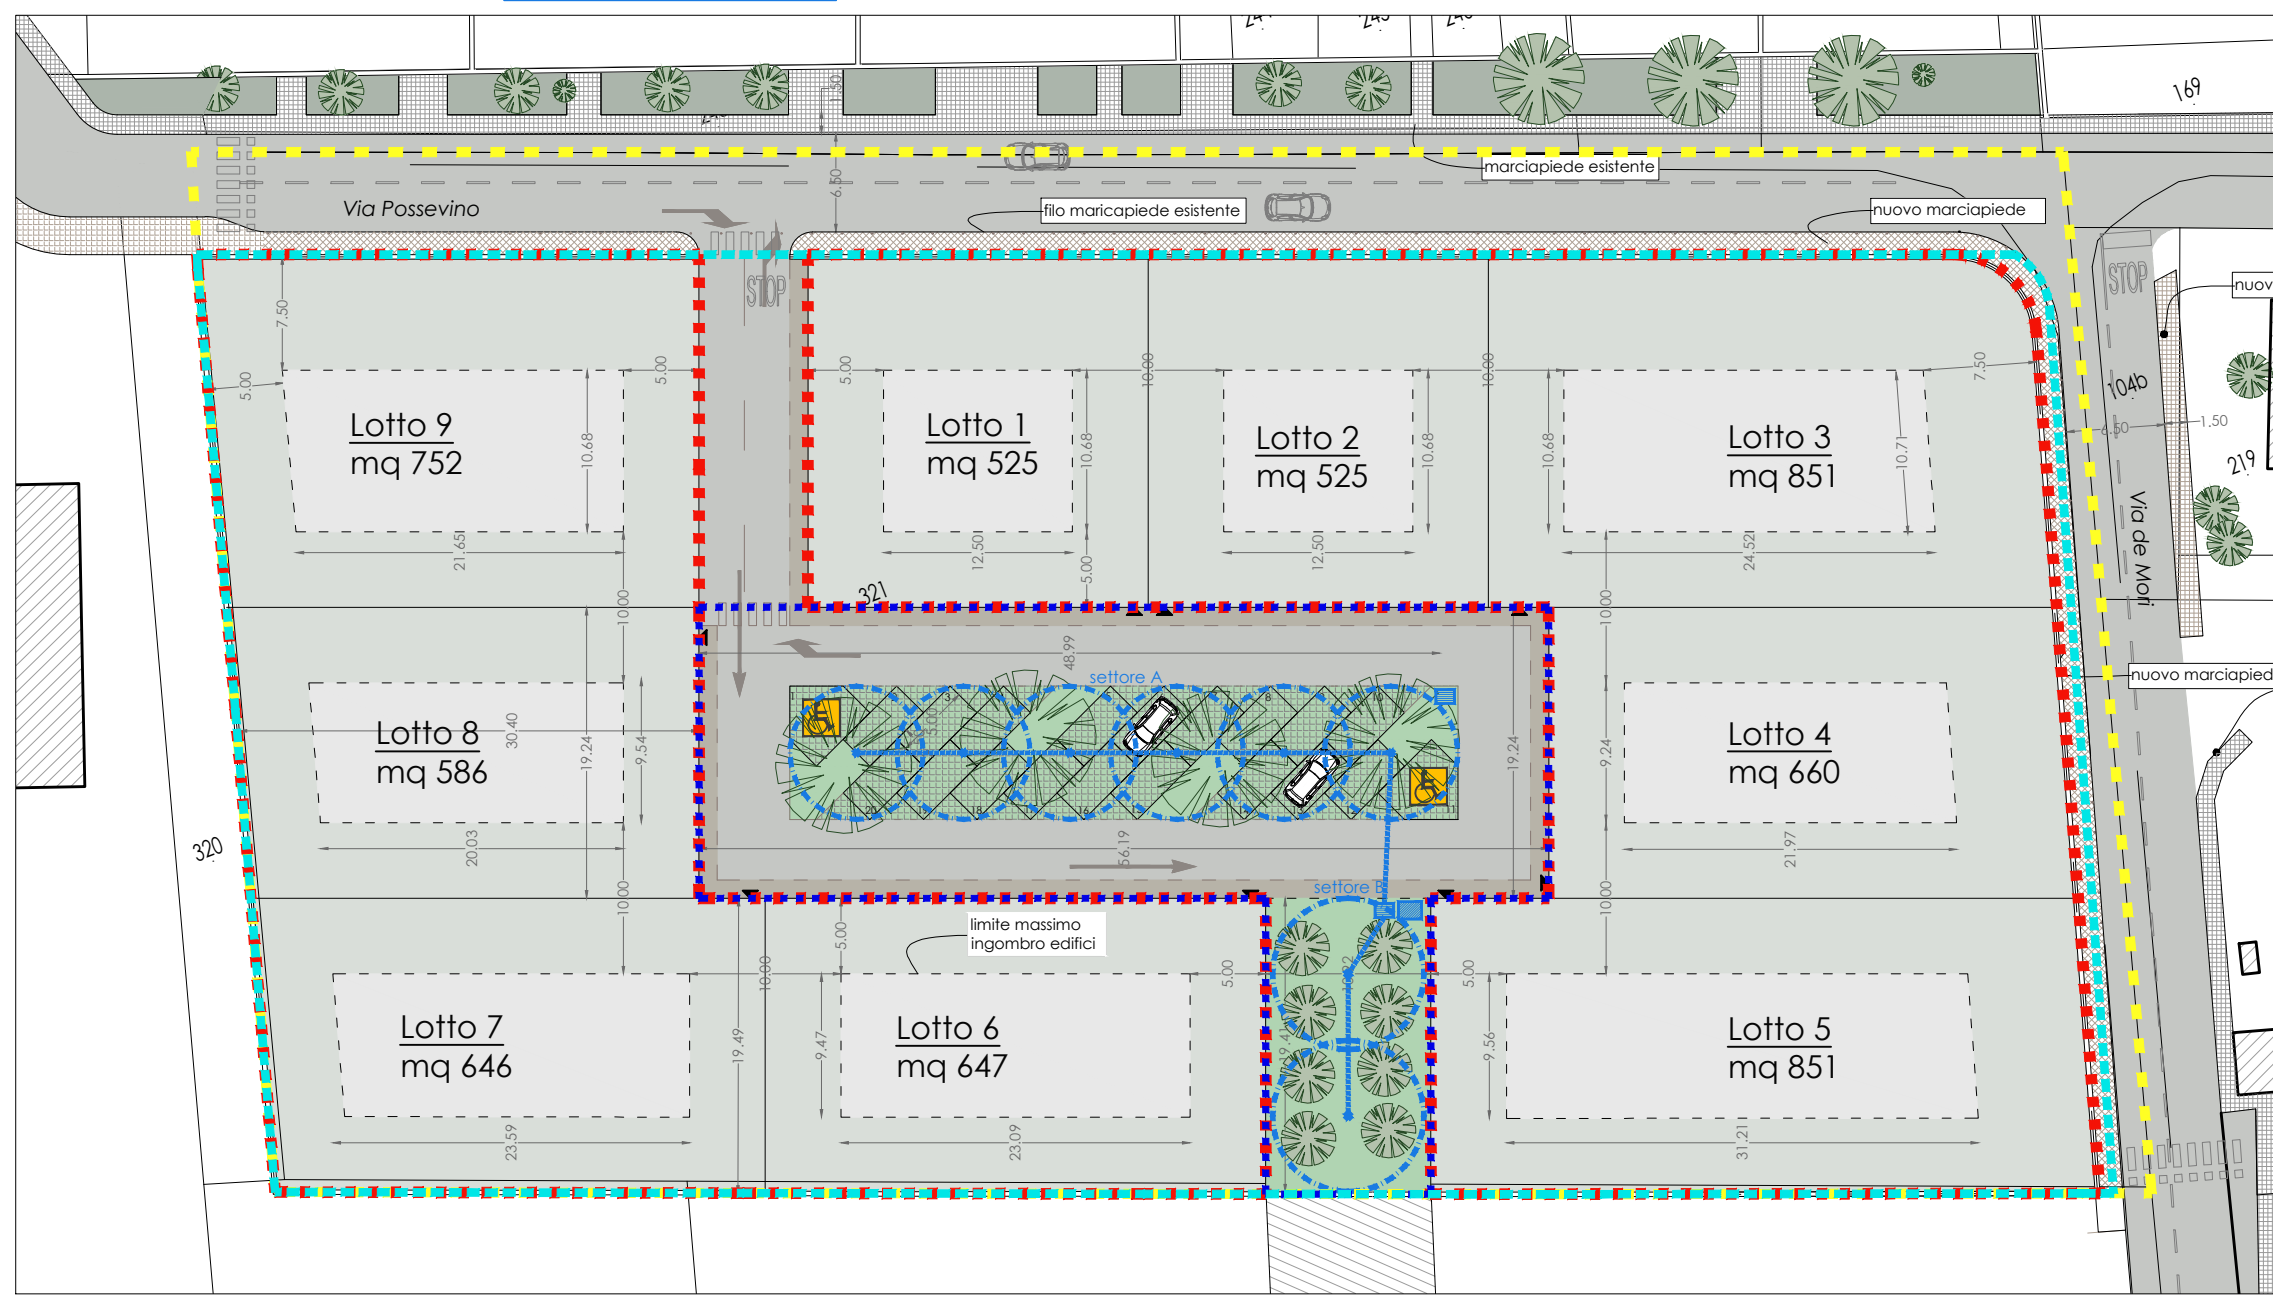 169
1.50
marciapiede esistente
6.50
Via Possevino
filo maricapiede esistente
nuovo marciapiede
STOP
STOP
nuov
7.50
5.00
5.00
5.00
10.00
10.00
7.50
104b
6.50
1.50
Lotto 9
mq 752
10.68
Lotto 1
mq 525
10.68
Lotto 2
mq 525
10.68
10.68
Lotto 3
mq 851
10.71
219
Via de Mori
21.65
12.50
12.50
24.52
5.00
321
10.00
10.00
48.99
settore A
nuovo marciapied
Lotto 8
mq 586
30.40
19.24
9.54
19.24
9.24
Lotto 4
mq 660
320
20.03
56.19
21.97
10.00
settore B
10.00
limite massimo
ingombro edifici
5.00
10.00
5.00
5.00
Lotto 7
mq 646
19.49
9.47
Lotto 6
mq 647
9.56
Lotto 5
mq 851
23.59
23.09
31.21